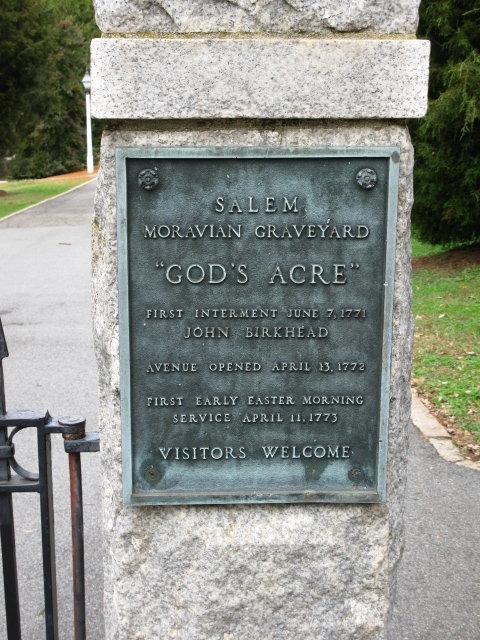 SALEM
MORAVIAN GRAVEYARD
"GOD'S ACRE"
FIRST INTERMENT JUNE 7, 1771
JOHN BIRKHEAD
AVENUE OPENED APRIL 13, 1772
FIRST EARLY EASTER MORNING
SERVICE APRIL 11, 1773
VISITORS WELCOME